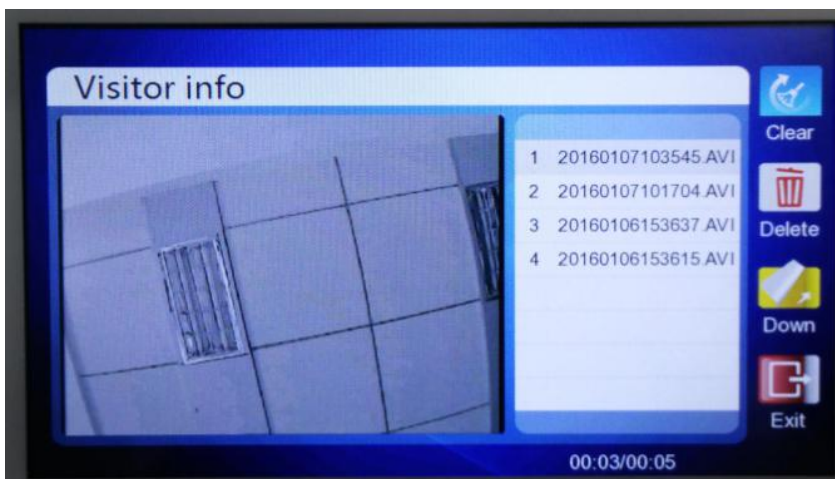 Visitor info
1 20160107103545.AVI
2 20160107101704.AVI
3 20160106153637.AVI
4 20160106153615.AVI
Clear
Delete
Down
Exit
00:03/00:05